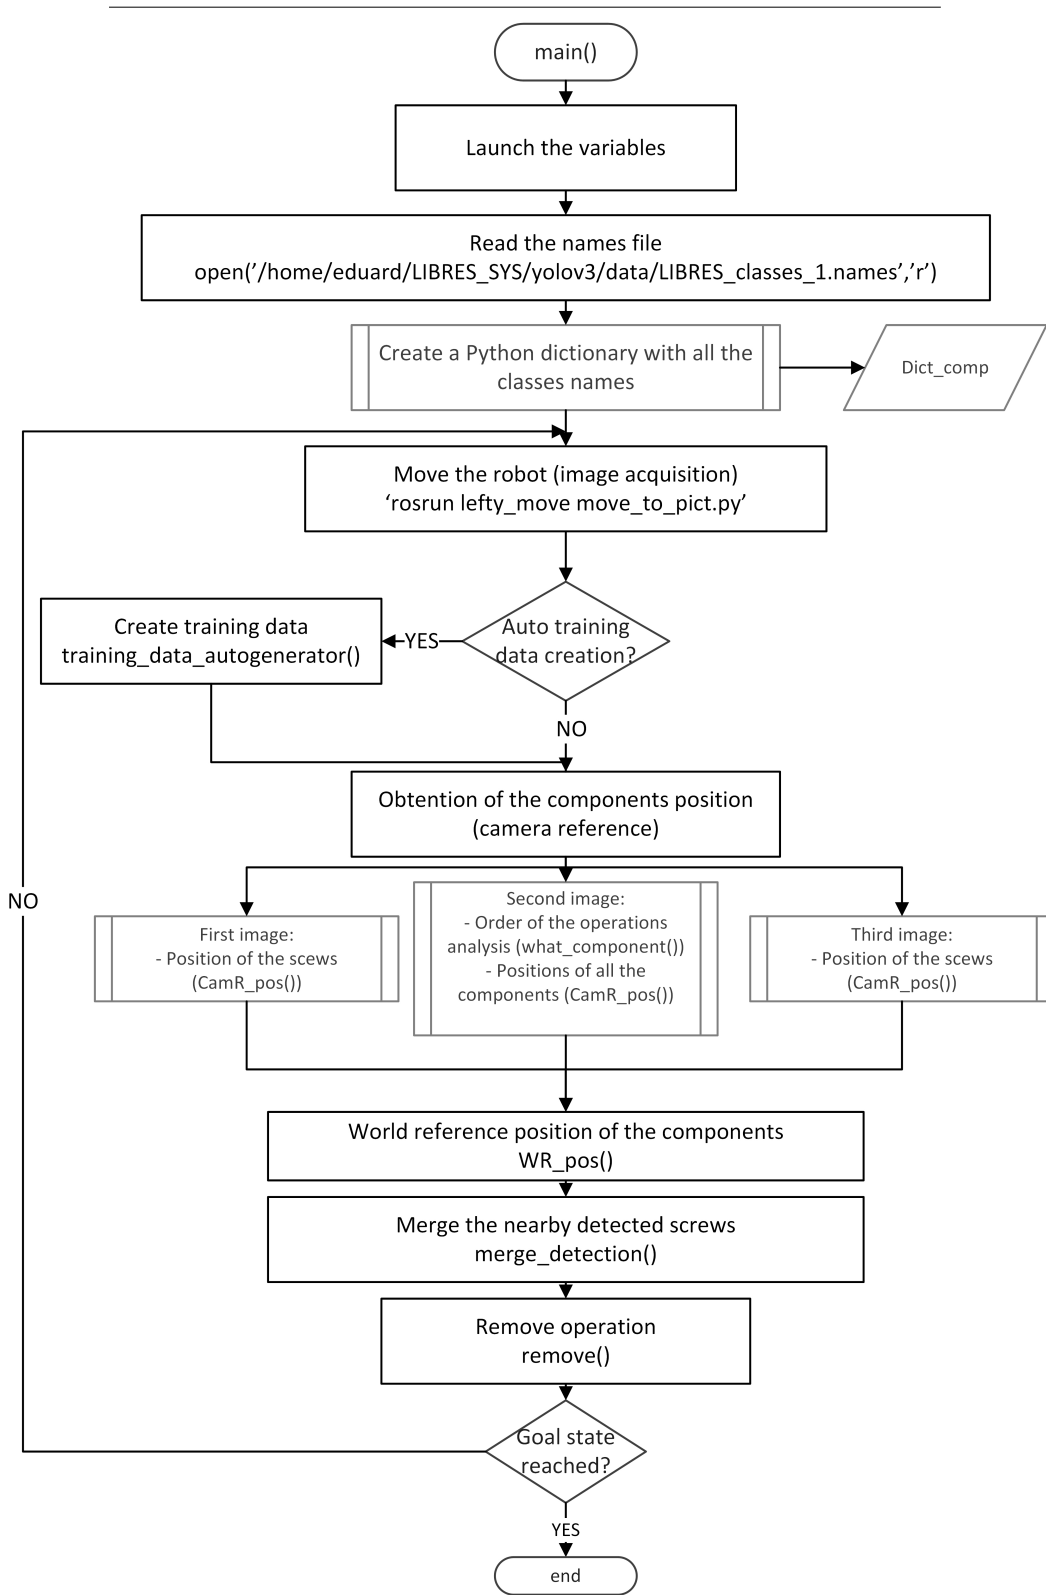 main()
Launch the variables
Read the names file
open(’/home/eduard/LIBRES_SYS/yolov3/data/LIBRES_classes_1.names’,’r’)
Create a Python dictionary with all the
classes names
Dict_comp
Move the robot (image acquisition)
‘rosrun lefty_move move_to_pict.py’
Auto training
data creation?
YES
Create training data
training_data_autogenerator()
NO
Obtention of the components position
(camera reference)
NO
First image:
- Position of the scews
(CamR_pos())
Second image:
- Order of the operations
analysis (what_component())
- Positions of all the
components (CamR_pos())
Third image:
- Position of the scews
(CamR_pos())
World reference position of the components
WR_pos()
Merge the nearby detected screws
merge_detection()
Remove operation
remove()
Goal state
reached?
YES
end